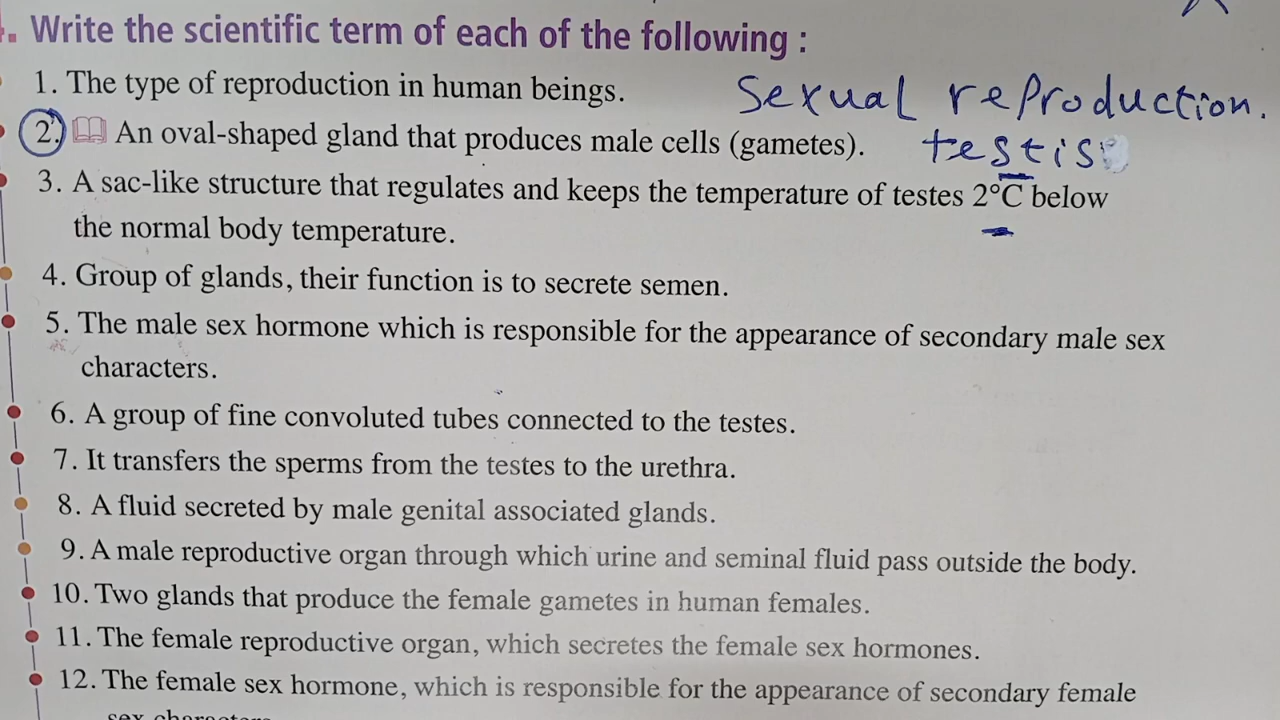 . Write the scientific term of each of the following :
1. The type of reproduction in human beings. Sexual reproduction.
2. An oval-shaped gland that produces male cells (gametes). testis
3. A sac-like structure that regulates and keeps the temperature of testes 2°C below
the normal body temperature.
4. Group of glands, their function is to secrete semen.
5. The male sex hormone which is responsible for the appearance of secondary male sex
characters.
6. A group of fine convoluted tubes connected to the testes.
7. It transfers the sperms from the testes to the urethra.
8. A fluid secreted by male genital associated glands.
9. A male reproductive organ through which urine and seminal fluid pass outside the body.
10. Two glands that produce the female gametes in human females.
11. The female reproductive organ, which secretes the female sex hormones.
12. The female sex hormone, which is responsible for the appearance of secondary female
sex characters